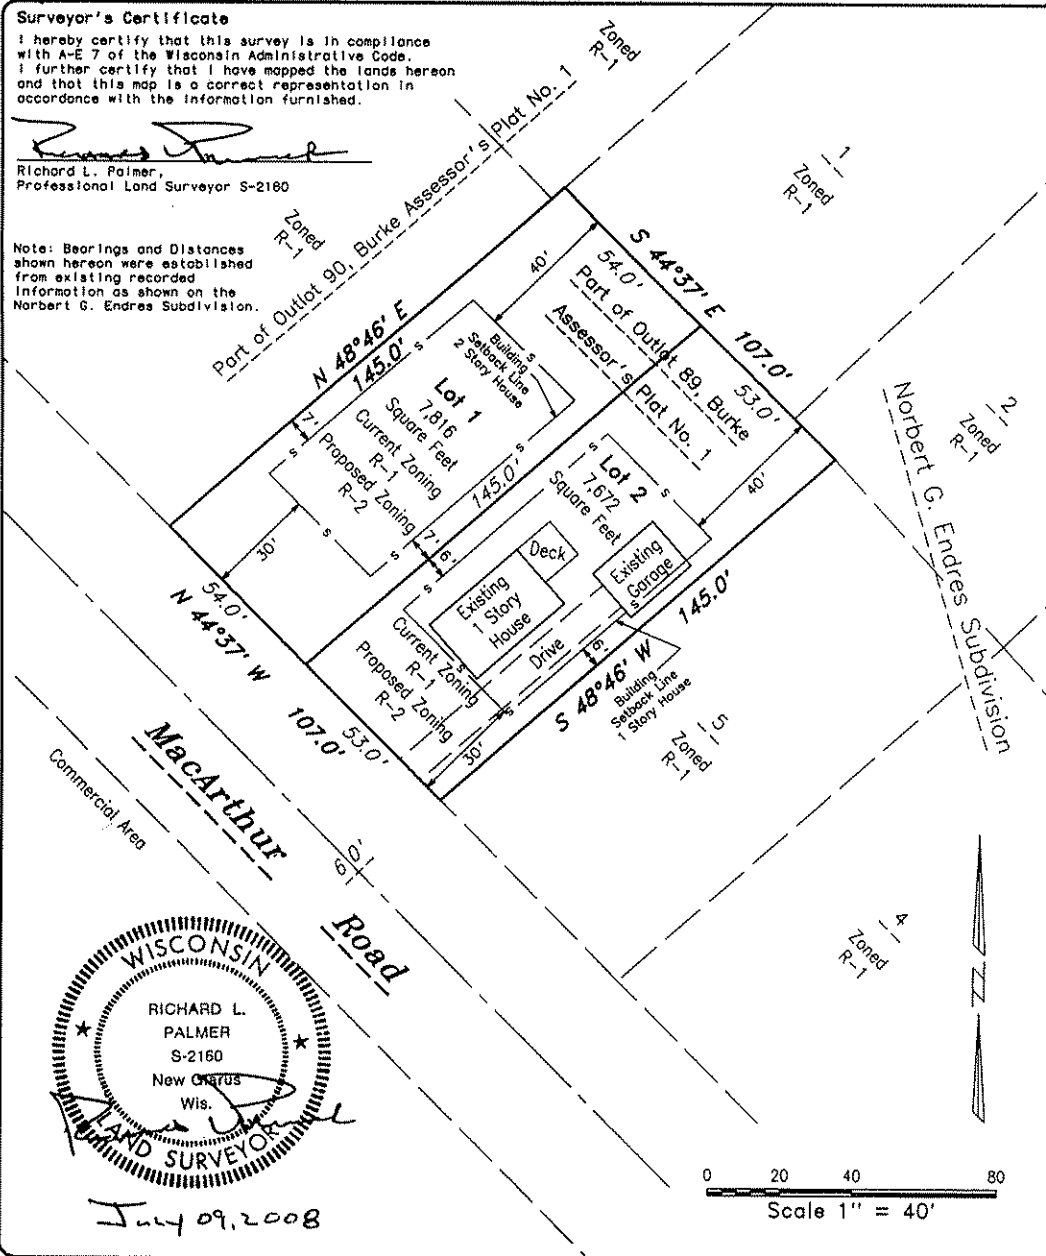 Surveyor's Certificate
I hereby certify that this survey is in compliance
with A-E 7 of the Wisconsin Administrative Code.
I further certify that I have mapped the lands hereon
and that this map is a correct representation in
accordance with the information furnished.
Richard L. Palmer,
Professional Land Surveyor S-2160
Note: Bearings and Distances
shown hereon were established
from existing recorded
information as shown on the
Norbert G. Endres Subdivision.
Zoned
R-1
Part of Outlot 90, Burke Assessor's Plat No. 1
Zoned
R-1
1
Zoned
R-1
N 48°46' E
145.0'
S 44°37' E 107.0'
54.0'
53.0'
Part of Outlot 89, Burke
Assessor's Plat No. 1
40'
Building
Setback Line
2 Story House
s
s
s
s
s
s
s
Lot 1
7,816
Square Feet
Current Zoning
R-1
Proposed Zoning
R-2
7'
30'
145.0'
7'
6'
Lot 2
7,672
Square Feet
40'
s
s
s
s
s
s
Deck
Existing
1 Story
House
Existing
Garage
Drive
Current Zoning
R-1
Proposed Zoning
R-2
6'
30'
S 48°46' W 145.0'
Building
Setback Line
1 Story House
54.0'
N 44°37' W 107.0'
53.0'
2
Zoned
R-1
Norbert G. Endres Subdivision
5
Zoned
R-1
4
Zoned
R-1
MacArthur
Road
60'
Commercial Area
WISCONSIN
RICHARD L.
PALMER
S-2160
New Glarus
Wis.
LAND SURVEYOR
July 09, 2008
N
0 20 40 80
Scale 1'' = 40'